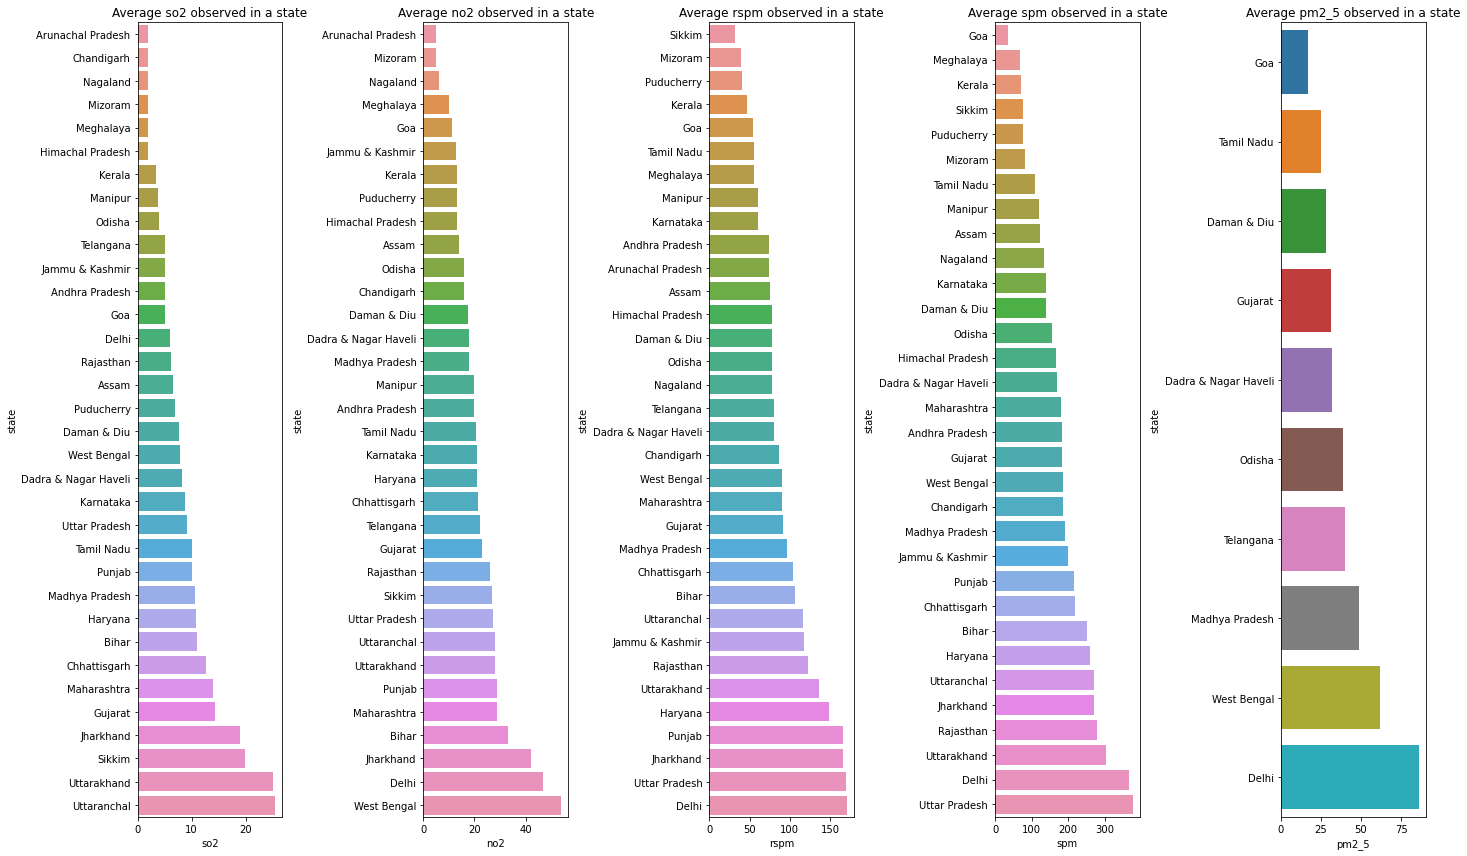 Average so2 observed in a state
Arunachal Pradesh
Chandigarh
Nagaland
Mizoram
Meghalaya
Himachal Pradesh
Kerala
Manipur
Odisha
Telangana
Jammu & Kashmir
Andhra Pradesh
Goa
Delhi
Rajasthan
Assam
Puducherry
Daman & Diu
West Bengal
Dadra & Nagar Haveli
Karnataka
Uttar Pradesh
Tamil Nadu
Punjab
Madhya Pradesh
Haryana
Bihar
Chhattisgarh
Maharashtra
Gujarat
Jharkhand
Sikkim
Uttarakhand
Uttaranchal
state
0 20
so2
Average no2 observed in a state
Arunachal Pradesh
Mizoram
Nagaland
Meghalaya
Goa
Jammu & Kashmir
Kerala
Puducherry
Himachal Pradesh
Assam
Odisha
Chandigarh
Daman & Diu
Dadra & Nagar Haveli
Madhya Pradesh
Manipur
Andhra Pradesh
Tamil Nadu
Karnataka
Haryana
Chhattisgarh
Telangana
Gujarat
Rajasthan
Sikkim
Uttar Pradesh
Uttaranchal
Uttarakhand
Punjab
Maharashtra
Bihar
Jharkhand
Delhi
West Bengal
state
0 20 40
no2
Average rspm observed in a state
Sikkim
Mizoram
Puducherry
Kerala
Goa
Tamil Nadu
Meghalaya
Manipur
Karnataka
Andhra Pradesh
Arunachal Pradesh
Assam
Himachal Pradesh
Daman & Diu
Odisha
Nagaland
Telangana
Dadra & Nagar Haveli
Chandigarh
West Bengal
Maharashtra
Gujarat
Madhya Pradesh
Chhattisgarh
Bihar
Uttaranchal
Jammu & Kashmir
Rajasthan
Uttarakhand
Haryana
Punjab
Jharkhand
Uttar Pradesh
Delhi
state
0 50 100 150
rspm
Average spm observed in a state
Goa
Meghalaya
Kerala
Sikkim
Puducherry
Mizoram
Tamil Nadu
Manipur
Assam
Nagaland
Karnataka
Daman & Diu
Odisha
Himachal Pradesh
Dadra & Nagar Haveli
Maharashtra
Andhra Pradesh
Gujarat
West Bengal
Chandigarh
Madhya Pradesh
Jammu & Kashmir
Punjab
Chhattisgarh
Bihar
Haryana
Uttaranchal
Jharkhand
Rajasthan
Uttarakhand
Delhi
Uttar Pradesh
state
0 100 200 300
spm
Average pm2_5 observed in a state
Goa
Tamil Nadu
Daman & Diu
Gujarat
Dadra & Nagar Haveli
Odisha
Telangana
Madhya Pradesh
West Bengal
Delhi
state
0 25 50 75
pm2_5